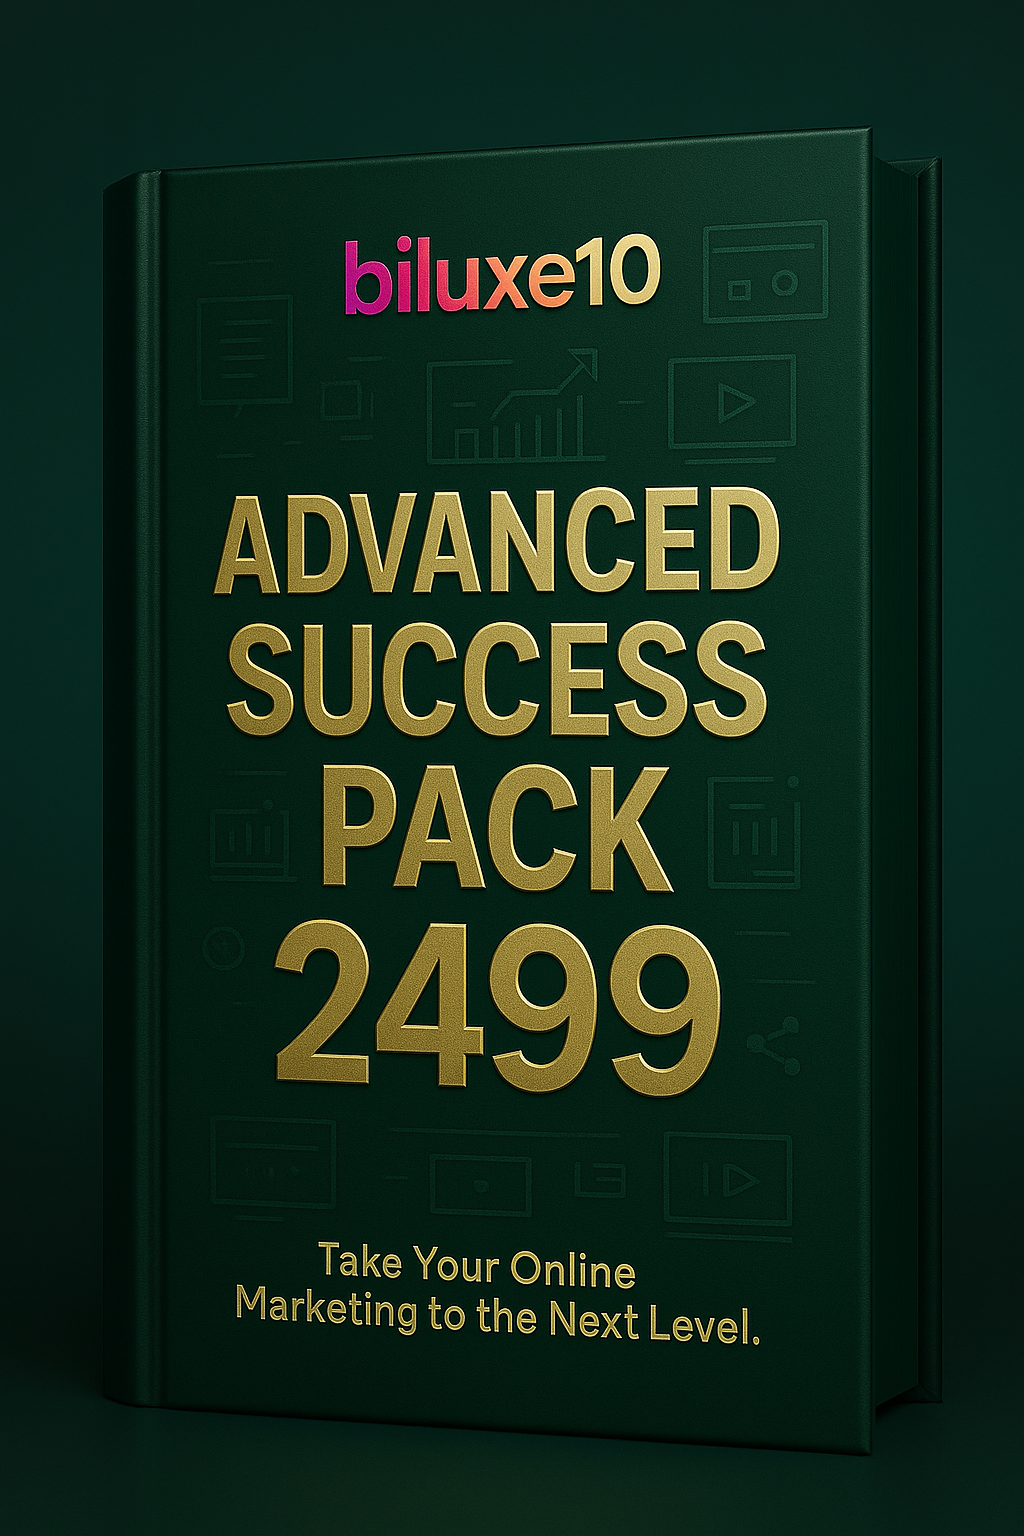 biluxe10
ADVANCED
SUCCESS
PACK
2499
Take Your Online
Marketing to the Next Level.